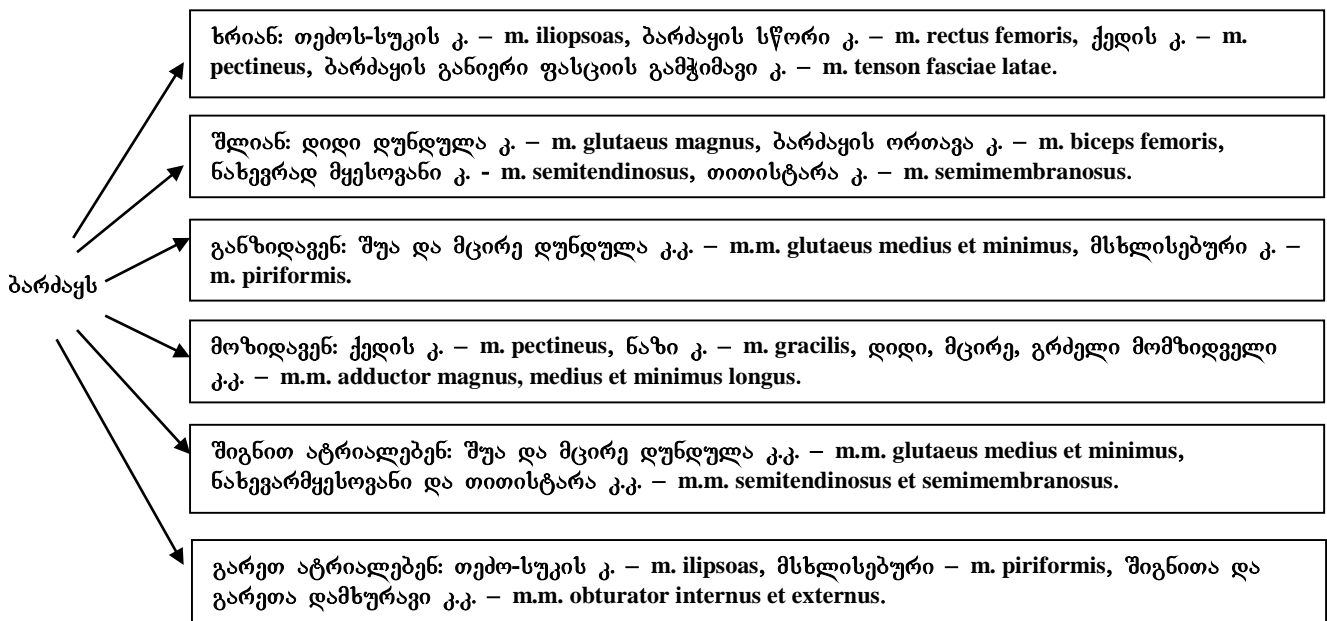 ხრიან: თეძოს-სუკის კ. – m. iliopsoas, ბარძაყის სწორი კ. – m. rectus femoris, ქედის კ. – m.
pectineus, ბარძაყის განიერი ფასციის გამჭიმავი კ. – m. tenson fasciae latae.
შლიან: დიდი დუნდულა კ. – m. glutaeus magnus, ბარძაყის ორთავა კ. – m. biceps femoris,
ნახევრად მყესოვანი კ. - m. semitendinosus, თითისტარა კ. – m. semimembranosus.
განზიდავენ: შუა და მცირე დუნდულა კ.კ. – m.m. glutaeus medius et minimus, მსხლისებური კ. –
m. piriformis.
ბარძაყს
მოზიდავენ: ქედის კ. – m. pectineus, ნაზი კ. – m. gracilis, დიდი, მცირე, გრძელი მომზიდველი
კ.კ. – m.m. adductor magnus, medius et minimus longus.
შიგნით ატრიალებენ: შუა და მცირე დუნდულა კ.კ. – m.m. glutaeus medius et minimus,
ნახევარმყესოვანი და თითისტარა კ.კ. – m.m. semitendinosus et semimembranosus.
გარეთ ატრიალებენ: თეძო-სუკის კ. – m. ilipsoas, მსხლისებური – m. piriformis, შიგნითა და
გარეთა დამხურავი კ.კ. – m.m. obturator internus et externus.